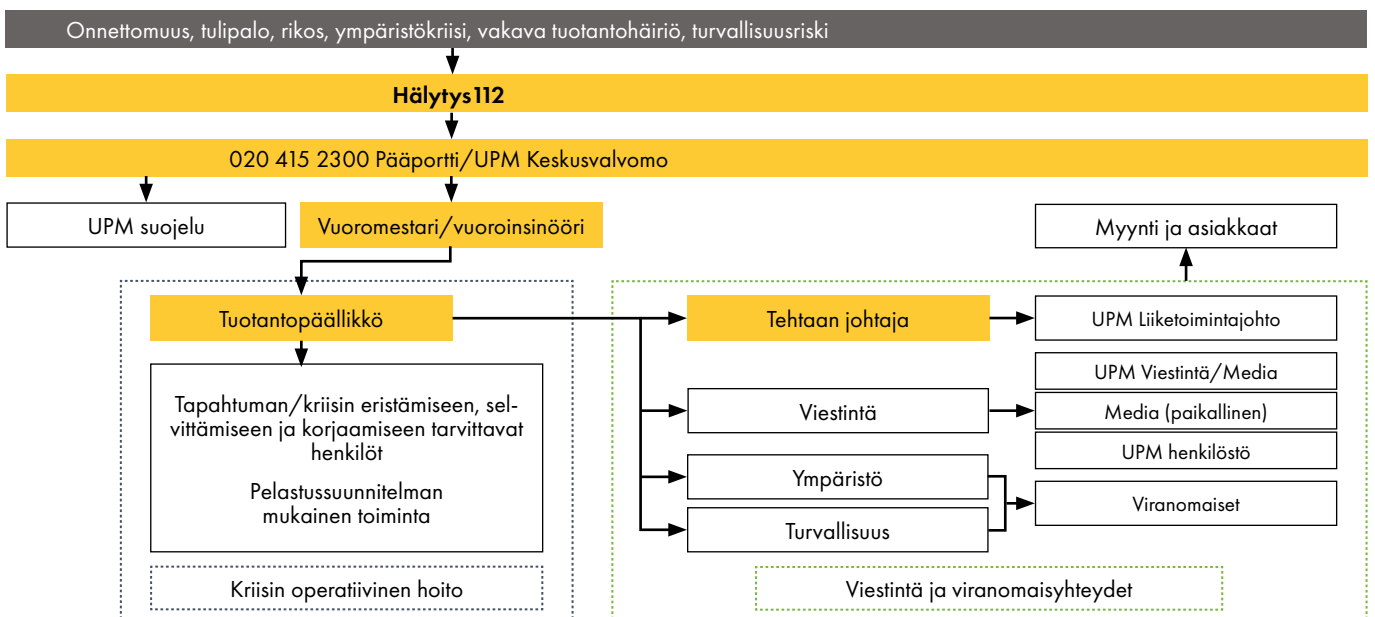 Onnettomuus, tulipalo, rikos, ympäristökriisi, vakava tuotantohäiriö, turvallisuusriski
Hälytys112
020 415 2300 Pääportti/UPM Keskusvalvomo
UPM suojelu
Vuoromestari/vuoroinsinööri
Myynti ja asiakkaat
Tuotantopäällikkö
Tehtaan johtaja
UPM Liiketoimintajohto
Tapahtuman/kriisin eristämiseen, sel-
vittämiseen ja korjaamiseen tarvittavat
henkilöt
Pelastussuunnitelman
mukainen toiminta
UPM Viestintä/Media
Viestintä
Media (paikallinen)
UPM henkilöstö
Ympäristö
Turvallisuus
Viranomaiset
Kriisin operatiivinen hoito
Viestintä ja viranomaisyhteydet